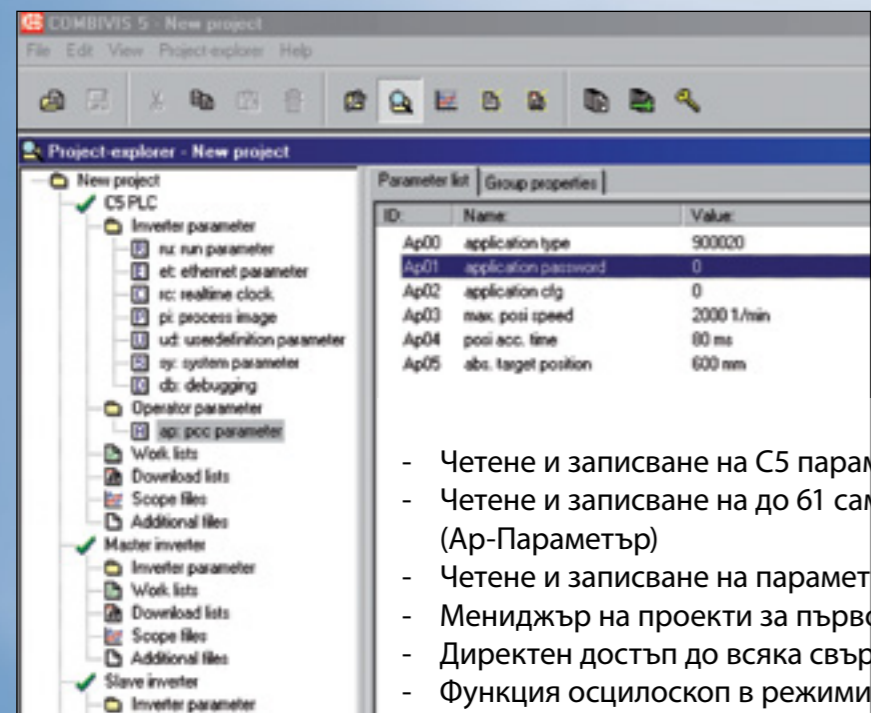 COMBIVIS 5 - New project
File Edit View Project-explorer Help
Project-explorer - New project
New project
C5 PLC
Inverter parameter
ru: run parameter
et: ethernet parameter
rc: realtime clock
pi: process image
ud: userdefinition parameter
sy: system parameter
db: debugging
Operator parameter
ap: pcc parameter
Work lists
Download lists
Scope files
Additional files
Master inverter
Inverter parameter
Work lists
Download lists
Scope files
Additional files
Slave inverter
Inverter parameter
Parameter list Group properties
ID: Name: Value:
Ap00 application type 900020
Ap01 application password 0
Ap02 application cfg 0
Ap03 max. posi speed 2000 1/min
Ap04 posi acc. time 80 ms
Ap05 abs. target position 600 mm
- Четене и записване на C5 парам
- Четене и записване на до 61 сам
(Ap-Параметър)
- Четене и записване на парамет
- Мениджър на проекти за първо
- Директен достъп до всяка свър
- Функция осцилоскоп в режими